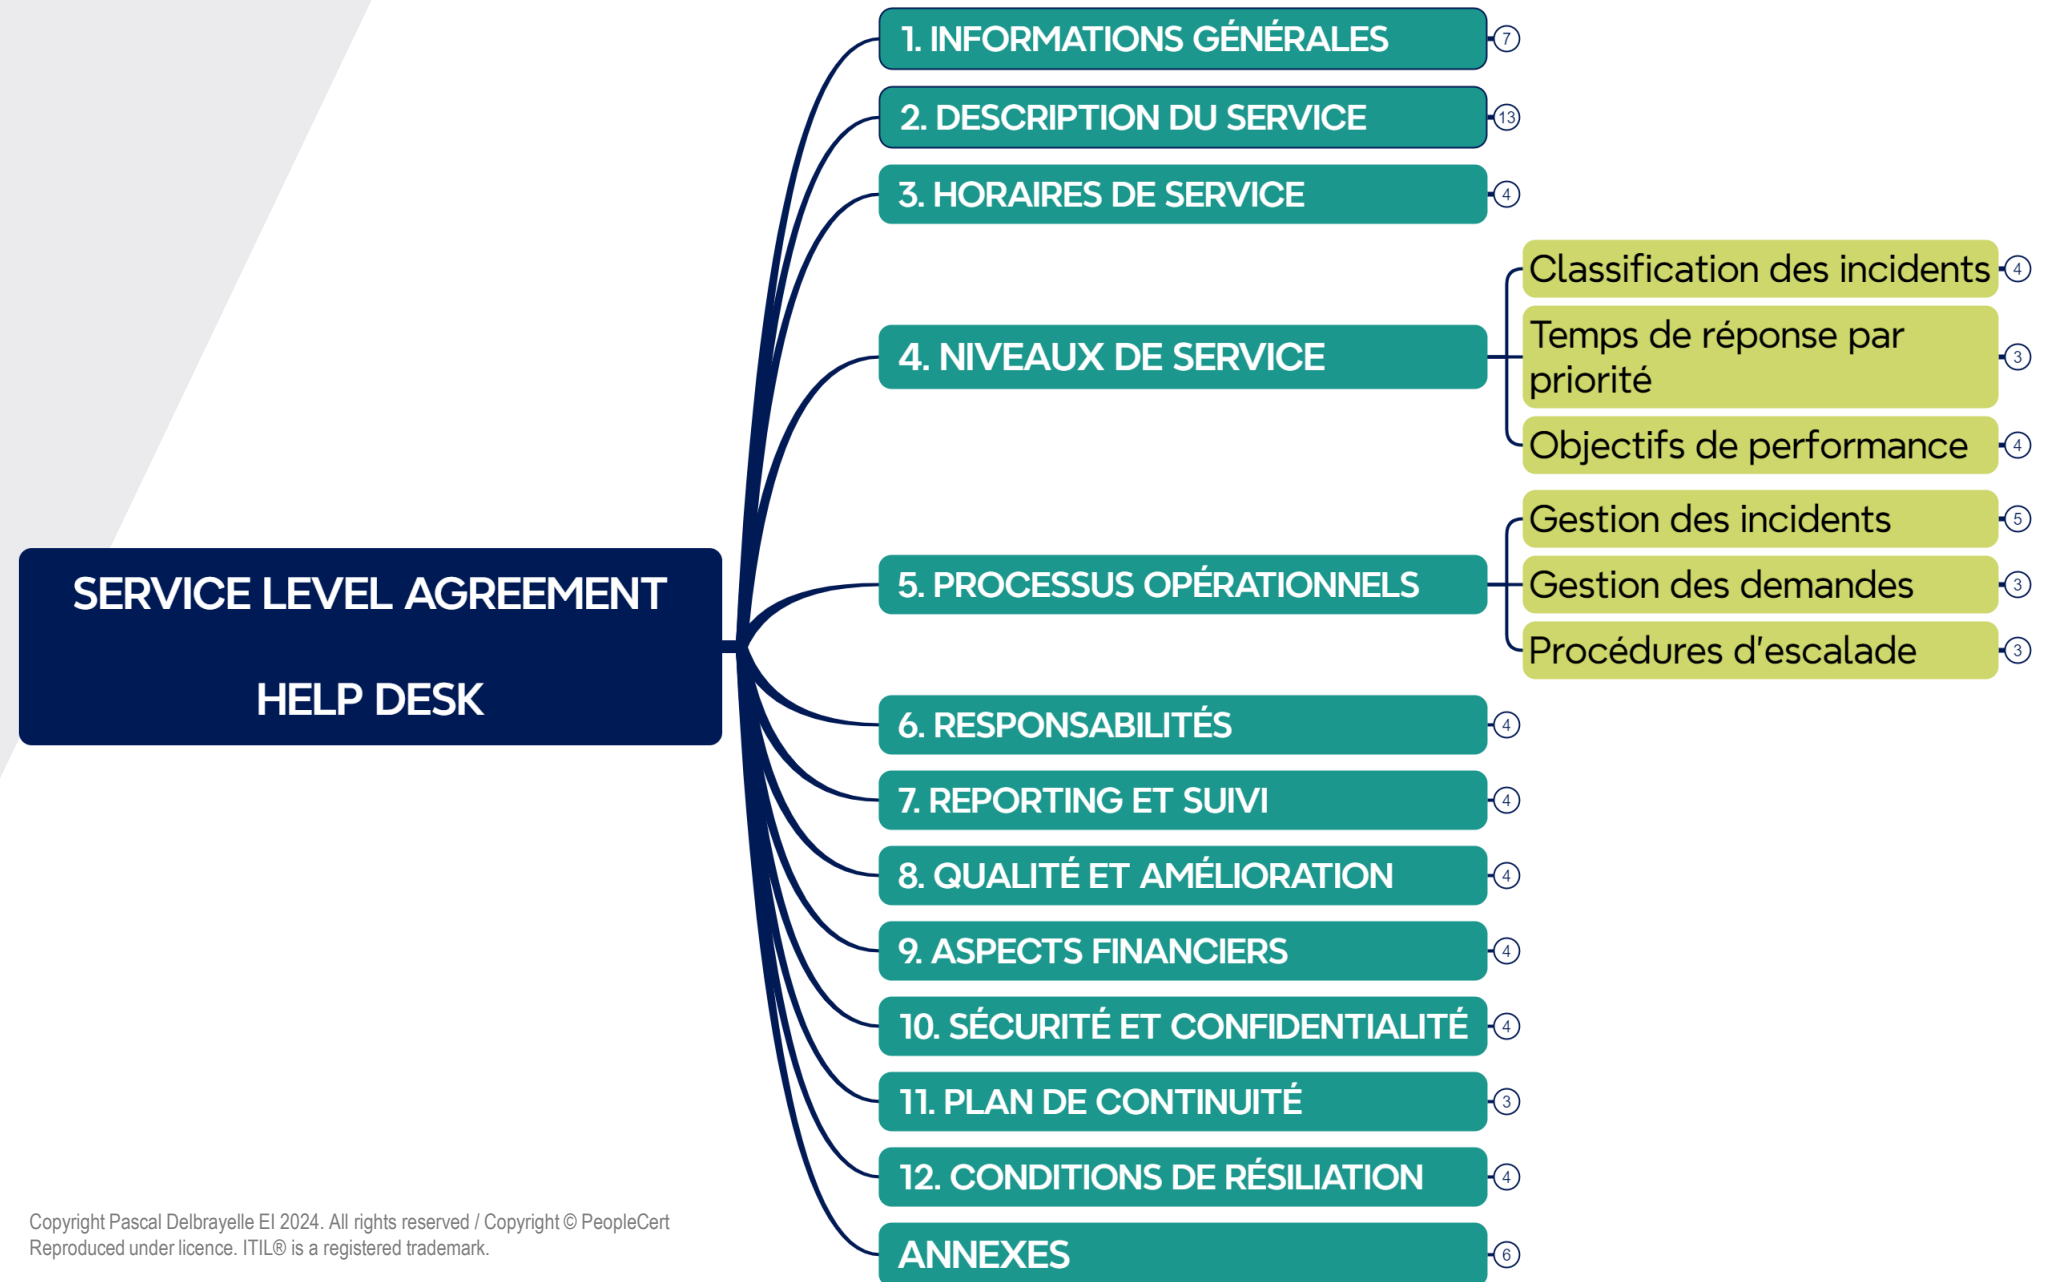 1. INFORMATIONS GÉNÉRALES
7
2. DESCRIPTION DU SERVICE
13
3. HORAIRES DE SERVICE
4
Classification des incidents
4
4. NIVEAUX DE SERVICE
Temps de réponse par
priorité
3
Objectifs de performance
4
Gestion des incidents
5
5. PROCESSUS OPÉRATIONNELS
Gestion des demandes
3
Procédures d'escalade
3
SERVICE LEVEL AGREEMENT
HELP DESK
6. RESPONSABILITÉS
4
7. REPORTING ET SUIVI
4
8. QUALITÉ ET AMÉLIORATION
4
9. ASPECTS FINANCIERS
4
10. SÉCURITÉ ET CONFIDENTIALITÉ
4
11. PLAN DE CONTINUITÉ
3
12. CONDITIONS DE RÉSILIATION
4
ANNEXES
6
Copyright Pascal Delbrayelle EI 2024. All rights reserved / Copyright © PeopleCert
Reproduced under licence. ITIL® is a registered trademark.